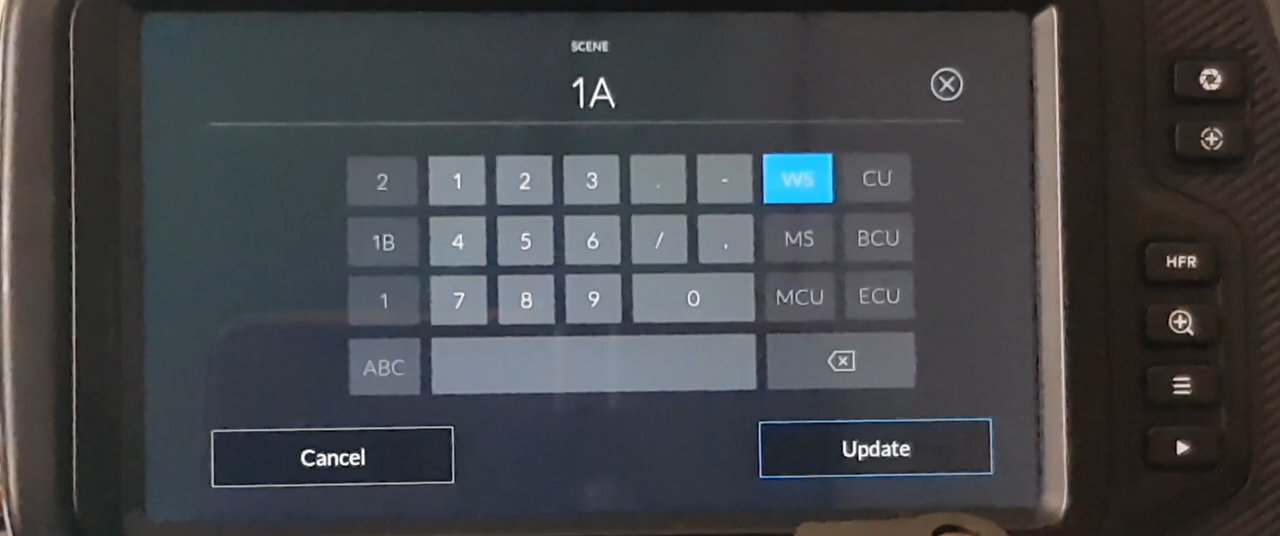 SCENE
1A
2 1 2 3 . - WS CU
1B 4 5 6 / , MS BCU
1 7 8 9 0 MCU ECU
ABC
Cancel Update
HFR